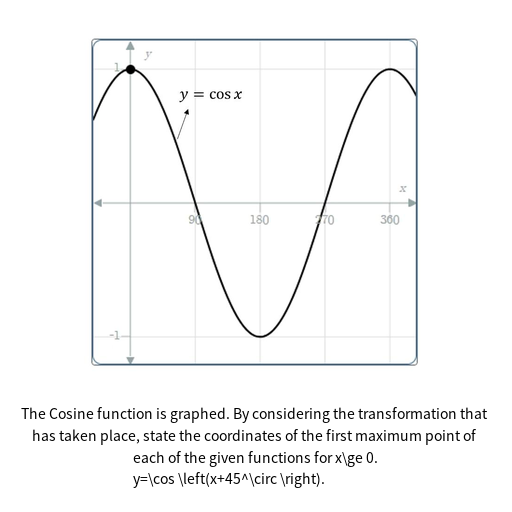 y
1
y = cos x
x
90
180
270
360
-1
The Cosine function is graphed. By considering the transformation that
has taken place, state the coordinates of the first maximum point of
each of the given functions for x\ge 0.
y=\cos \left(x+45^\circ \right).